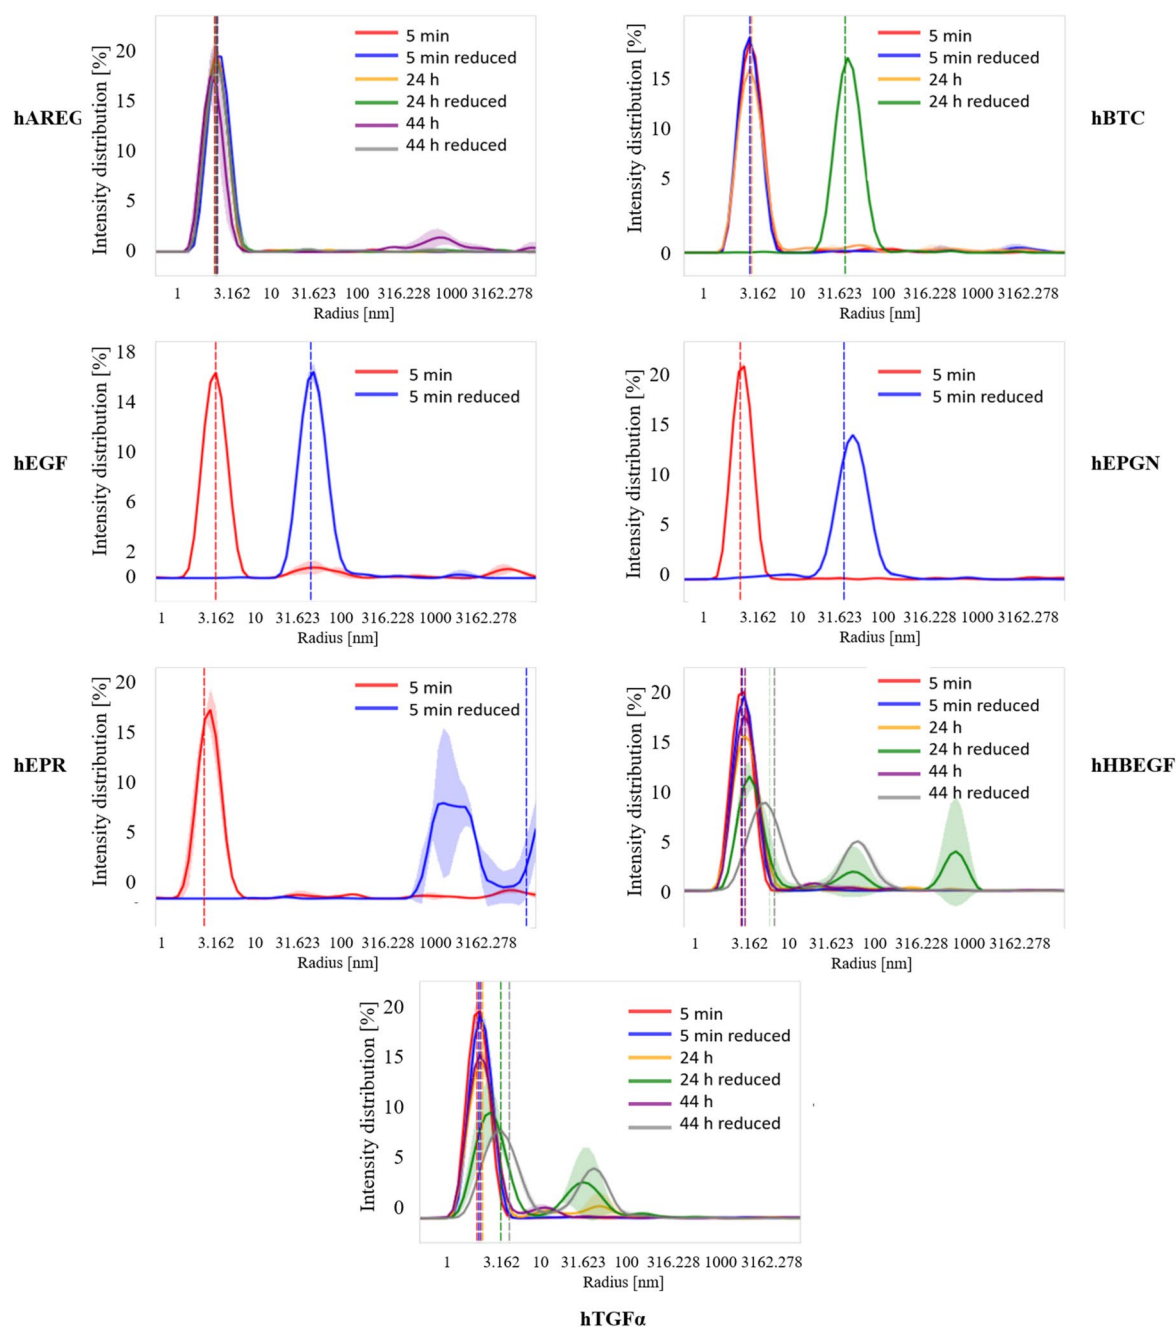 hAREG
Intensity distribution [%]
20
15
10
5
0
5 min
5 min reduced
24 h
24 h reduced
44 h
44 h reduced
1 3.162 10 31.623 100 316.228 1000 3162.278
Radius [nm]
hBTC
Intensity distribution [%]
20
15
10
5
0
5 min
5 min reduced
24 h
24 h reduced
1 3.162 10 31.623 100 316.228 1000 3162.278
Radius [nm]
hEGF
Intensity distribution [%]
18
14
10
6
2
0
5 min
5 min reduced
1 3.162 10 31.623 100 316.228 1000 3162.278
Radius [nm]
hEPGN
Intensity distribution [%]
20
15
10
5
0
5 min
5 min reduced
1 3.162 10 31.623 100 316.228 1000 3162.278
Radius [nm]
hEPR
Intensity distribution [%]
20
15
10
5
0
5 min
5 min reduced
1 3.162 10 31.623 100 316.228 1000 3162.278
Radius [nm]
hHBEGF
Intensity distribution [%]
20
15
10
5
0
5 min
5 min reduced
24 h
24 h reduced
44 h
44 h reduced
1 3.162 10 31.623 100 316.228 1000 3162.278
Radius [nm]
Intensity distribution [%]
20
15
10
5
0
5 min
5 min reduced
24 h
24 h reduced
44 h
44 h reduced
1 3.162 10 31.623 100 316.228 1000 3162.278
Radius [nm]
hTGFα